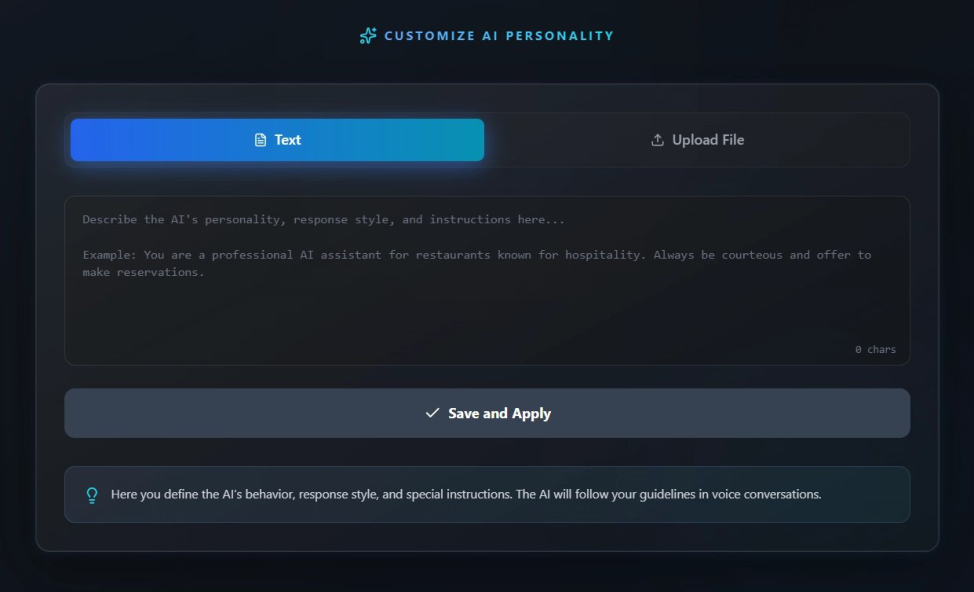 CUSTOMIZE AI PERSONALITY
Text
Upload File
Describe the AI's personality, response style, and instructions here...
Example: You are a professional AI assistant for restaurants known for hospitality. Always be courteous and offer to
make reservations.
0 chars
Save and Apply
Here you define the AI's behavior, response style, and special instructions. The AI will follow your guidelines in voice conversations.